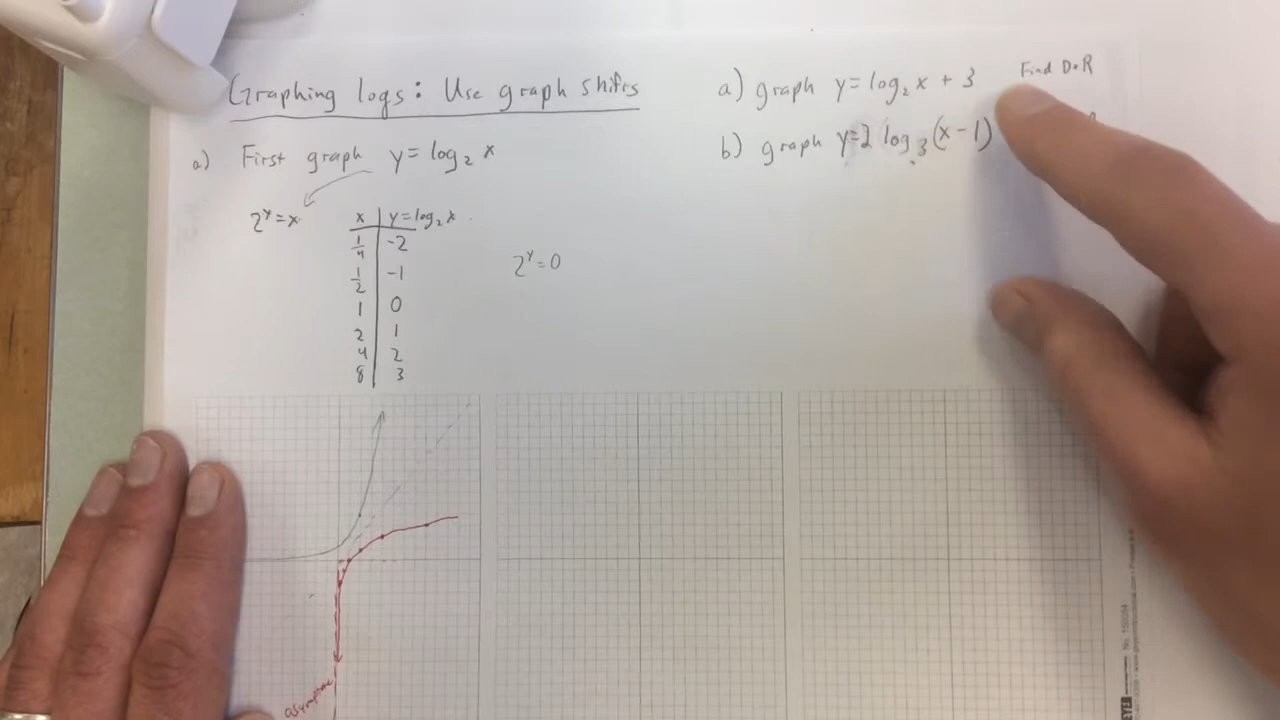 Graphing logs: Use graph shifts
a) First graph y = log₂ x
2ʸ = x
x | y = log₂ x
1/4 | -2
1/2 | -1
1 | 0
2 | 1
4 | 2
8 | 3
2ʸ = 0
a) graph y = log₂ x + 3 Find D+R
b) graph y = 2 log₃ (x - 1)
asymptote